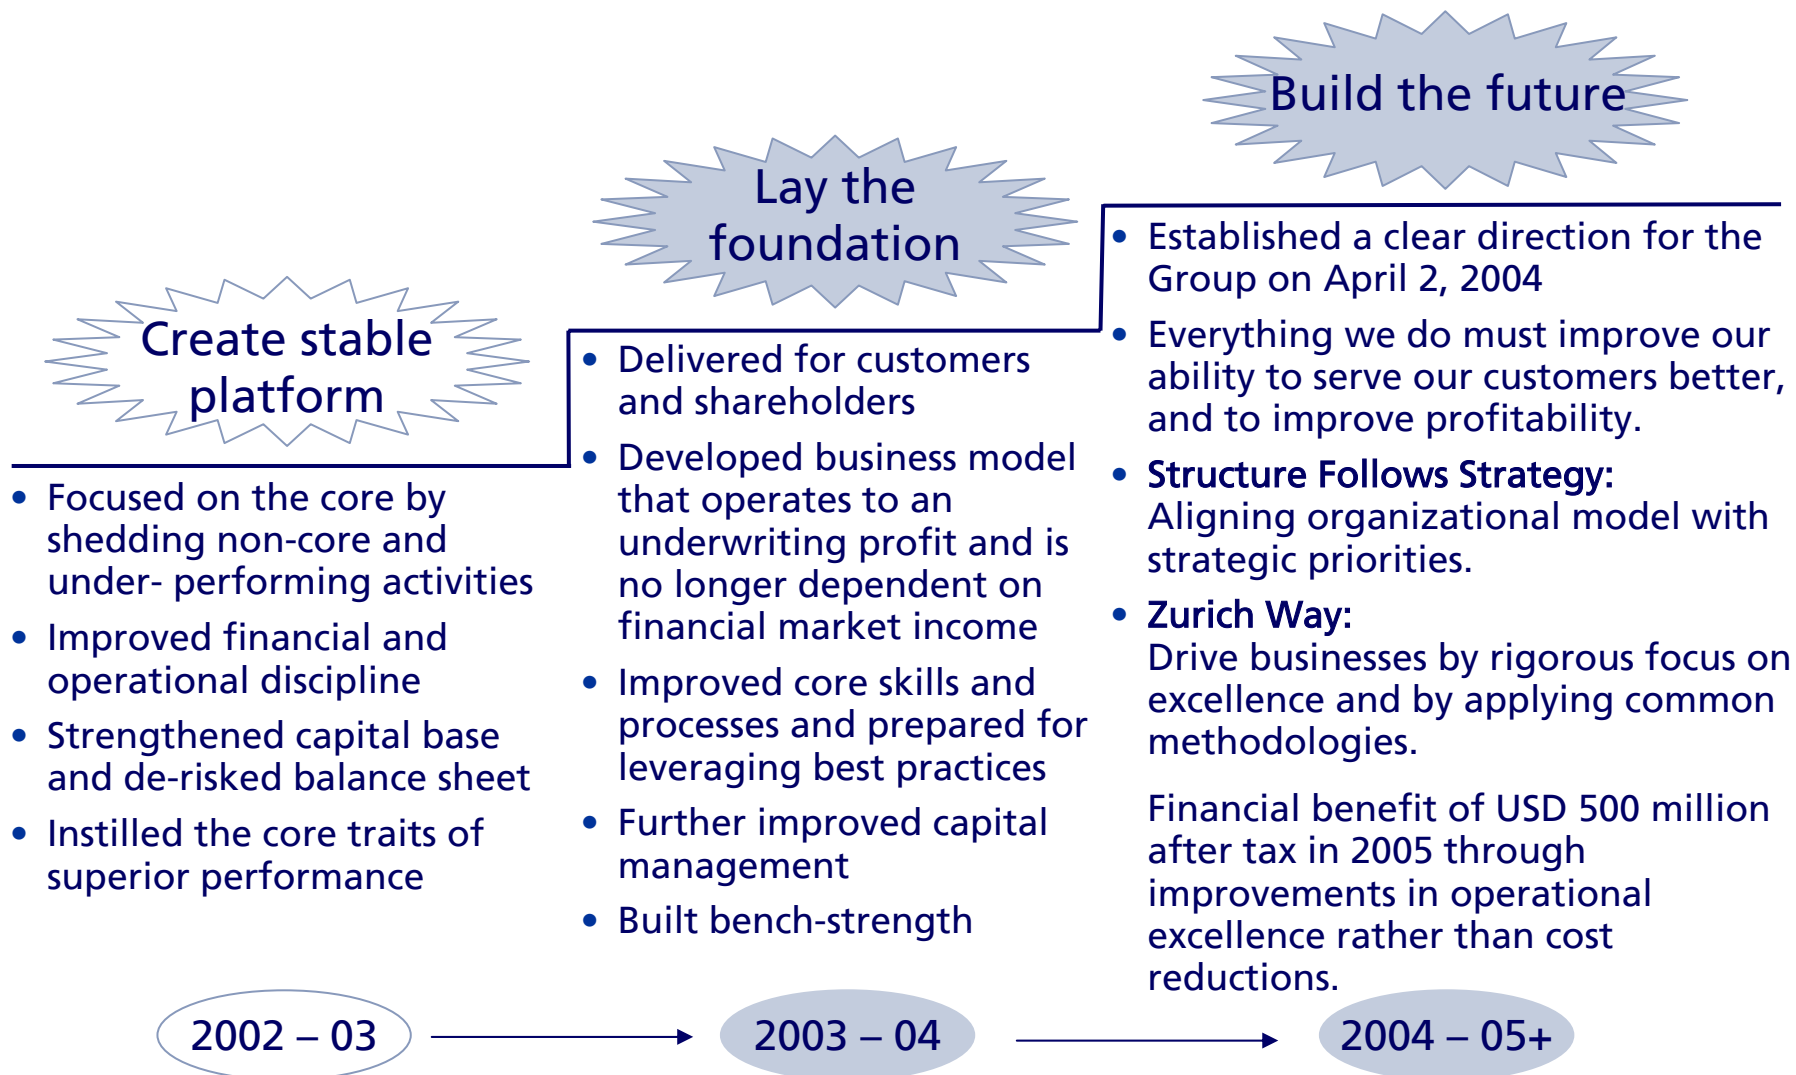 Create stable
platform
• Focused on the core by
shedding non-core and
under- performing activities
• Improved financial and
operational discipline
• Strengthened capital base
and de-risked balance sheet
• Instilled the core traits of
superior performance
2002 – 03
Lay the
foundation
• Delivered for customers
and shareholders
• Developed business model
that operates to an
underwriting profit and is
no longer dependent on
financial market income
• Improved core skills and
processes and prepared for
leveraging best practices
• Further improved capital
management
• Built bench-strength
2003 – 04
Build the future
• Established a clear direction for the
Group on April 2, 2004
• Everything we do must improve our
ability to serve our customers better,
and to improve profitability.
• Structure Follows Strategy:
Aligning organizational model with
strategic priorities.
• Zurich Way:
Drive businesses by rigorous focus on
excellence and by applying common
methodologies.
Financial benefit of USD 500 million
after tax in 2005 through
improvements in operational
excellence rather than cost
reductions.
2004 – 05+